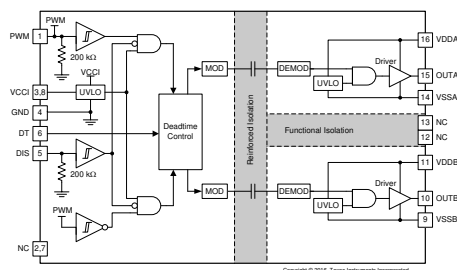 PWM
PWM 1
200 kΩ
VCCI
VCCI 3,8 UVLO
GND 4
DT 6
DIS 5
200 kΩ
PWM
NC 2,7
Deadtime
Control
MOD
MOD
Reinforced Isolation
Functional Isolation
DEMOD
UVLO
Driver
16 VDDA
15 OUTA
14 VSSA
13 NC
12 NC
DEMOD
UVLO
Driver
11 VDDB
10 OUTB
9 VSSB
Copyright © 2016, Texas Instruments Incorporated